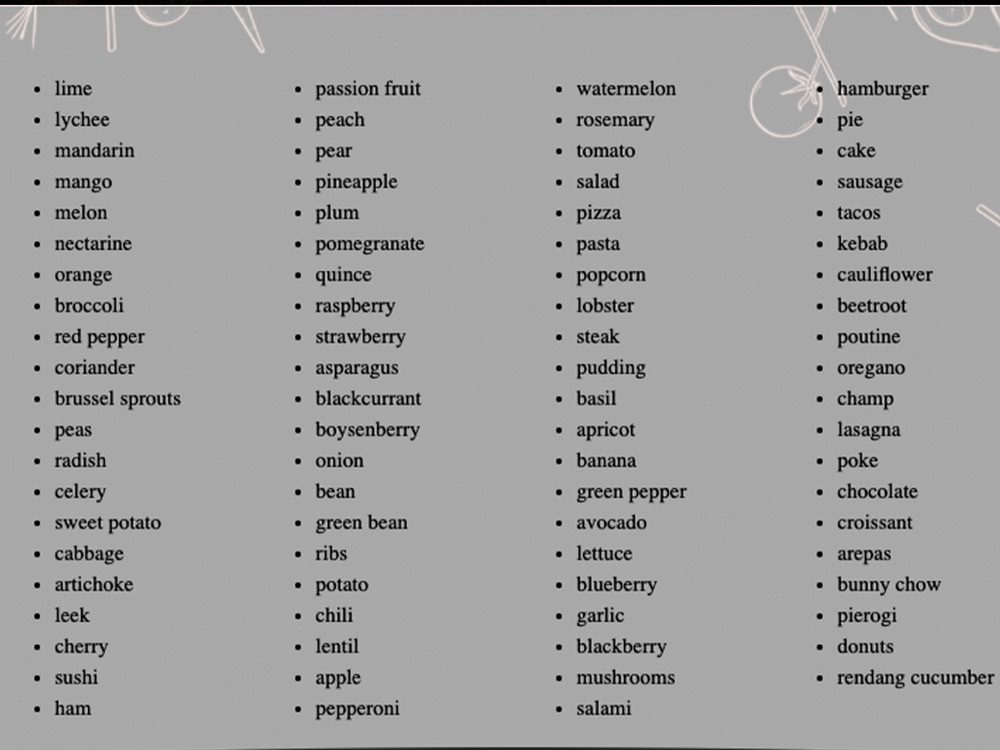 lime
lychee
mandarin
mango
melon
nectarine
orange
broccoli
red pepper
coriander
brussel sprouts
peas
radish
celery
sweet potato
cabbage
artichoke
leek
cherry
sushi
ham
passion fruit
peach
pear
pineapple
plum
pomegranate
quince
raspberry
strawberry
asparagus
blackcurrant
boysenberry
onion
bean
green bean
ribs
potato
chili
lentil
apple
pepperoni
watermelon
rosemary
tomato
salad
pizza
pasta
popcorn
lobster
steak
pudding
basil
apricot
banana
green pepper
avocado
lettuce
blueberry
garlic
blackberry
mushrooms
salami
hamburger
pie
cake
sausage
tacos
kebab
cauliflower
beetroot
poutine
oregano
champ
lasagna
poke
chocolate
croissant
arepas
bunny chow
pierogi
donuts
rendang cucumber